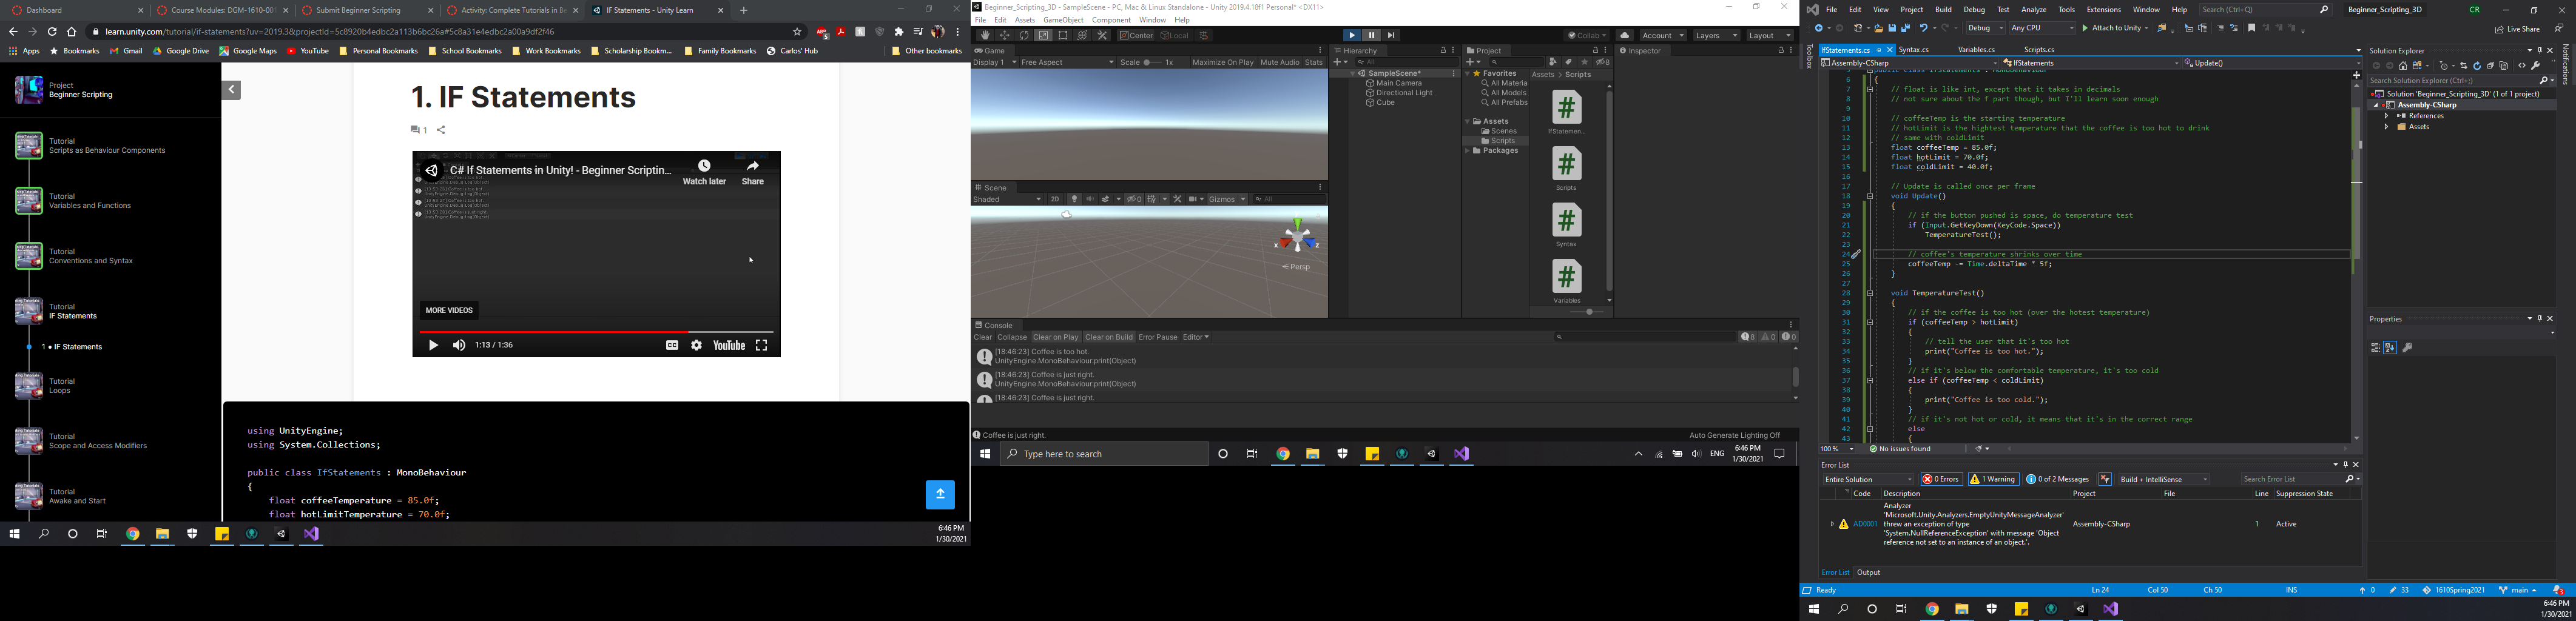 Dashboard
Course Modules: DGM-1610-001
Submit Beginner Scripting
Activity: Complete Tutorials in Be
IF Statements - Unity Learn
learn.unity.com/tutorial/if-statements?uv=2019.3&projectId=5c8920b4edbc2a113b6bc26a#5c8a31e4edbc2a00a9df2f46
Apps
Bookmarks
Gmail
Google Drive
Google Maps
YouTube
Personal Bookmarks
School Bookmarks
Work Bookmarks
Scholarship Bookm...
Family Bookmarks
Carlos' Hub
Other bookmarks
Project
Beginner Scripting
Tutorial
Scripts as Behaviour Components
Tutorial
Variables and Functions
Tutorial
Conventions and Syntax
Tutorial
IF Statements
1 • IF Statements
Tutorial
Loops
Tutorial
Scope and Access Modifiers
Tutorial
Awake and Start
1. IF Statements
1
C# If Statements in Unity! - Beginner Scriptin...
Watch later
Share
MORE VIDEOS
1:13 / 1:36
CC
YouTube
using UnityEngine;
using System.Collections;
public class IfStatements : MonoBehaviour
{
float coffeeTemperature = 85.0f;
float hotLimitTemperature = 70.0f;
6:46 PM
1/30/2021
Beginner_Scripting_3D - SampleScene - PC, Mac & Linux Standalone - Unity 2019.4.18f1 Personal* <DX11>
File Edit Assets GameObject Component Window Help
Center
Local
Collab
Account
Layers
Layout
Game
Display 1
Free Aspect
Scale
1x
Maximize On Play
Mute Audio
Stats
Scene
Shaded
2D
0
Gizmos
All
x
z
Persp
Hierarchy
All
SampleScene*
Main Camera
Directional Light
Cube
Project
8
Favorites
All Materia
All Models
All Prefabs
Assets
Scenes
Scripts
Packages
Assets > Scripts
IfStatemen...
Scripts
Syntax
Variables
Inspector
Console
Clear
Collapse
Clear on Play
Clear on Build
Error Pause
Editor
8
0
0
[18:46:23] Coffee is too hot.
UnityEngine.MonoBehaviour:print(Object)
[18:46:23] Coffee is just right.
UnityEngine.MonoBehaviour:print(Object)
[18:46:23] Coffee is just right.
Coffee is just right.
Auto Generate Lighting Off
Type here to search
ENG
6:46 PM
1/30/2021
File Edit View Project Build Debug Test Analyze Tools Extensions Window Help
Search (Ctrl+Q)
Beginner_Scripting_3D
CR
Debug
Any CPU
Attach to Unity
Live Share
Toolbox
Notifications
IfStatements.cs
Syntax.cs
Variables.cs
Scripts.cs
Assembly-CSharp
IfStatements
Update()
5 public class IfStatements : MonoBehaviour
6 {
7 // float is like int, except that it takes in decimals
8 // not sure about the f part though, but I'll learn soon enough
9
10 // coffeeTemp is the starting temperature
11 // hotLimit is the hightest temperature that the coffee is too hot to drink
12 // same with coldLimit
13 float coffeeTemp = 85.0f;
14 float hotLimit = 70.0f;
15 float coldLimit = 40.0f;
16
17 // Update is called once per frame
18 void Update()
19 {
20 // if the button pushed is space, do temperature test
21 if (Input.GetKeyDown(KeyCode.Space))
22 TemperatureTest();
23
24 // coffee's temperature shrinks over time
25 coffeeTemp -= Time.deltaTime * 5f;
26 }
27
28 void TemperatureTest()
29 {
30 // if the coffee is too hot (over the hotest temperature)
31 if (coffeeTemp > hotLimit)
32 {
33 // tell the user that it's too hot
34 print("Coffee is too hot.");
35 }
36 // if it's below the comfortable temperature, it's too cold
37 else if (coffeeTemp < coldLimit)
38 {
39 print("Coffee is too cold.");
40 }
41 // if it's not hot or cold, it means that it's in the correct range
42 else
43 {
100 %
No issues found
Error List
Entire Solution
0 Errors
1 Warning
0 of 2 Messages
Build + IntelliSense
Search Error List
Code
Description
Project
File
Line
Suppression State
AD0001
Analyzer
'Microsoft.Unity.Analyzers.EmptyUnityMessageAnalyzer'
threw an exception of type
'System.NullReferenceException' with message 'Object
reference not set to an instance of an object.'.
Assembly-CSharp
1
Active
Error List
Output
Solution Explorer
Search Solution Explorer (Ctrl+;)
Solution 'Beginner_Scripting_3D' (1 of 1 project)
Assembly-CSharp
References
Assets
Properties
Ready
Ln 24
Col 50
Ch 50
INS
0
33
1610Spring2021
main
3
6:46 PM
1/30/2021